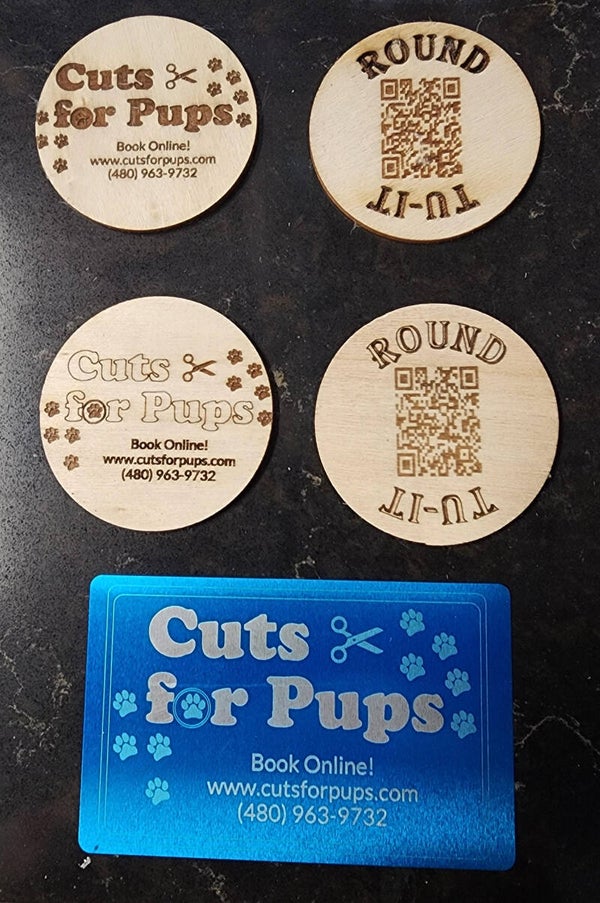 Cuts
for Pups
Book Online!
www.cutsforpups.com
(480) 963-9732
ROUND
TU-IT
Cuts
for Pups
Book Online!
www.cutsforpups.com
(480) 963-9732
ROUND
TU-IT
Cuts
for Pups
Book Online!
www.cutsforpups.com
(480) 963-9732